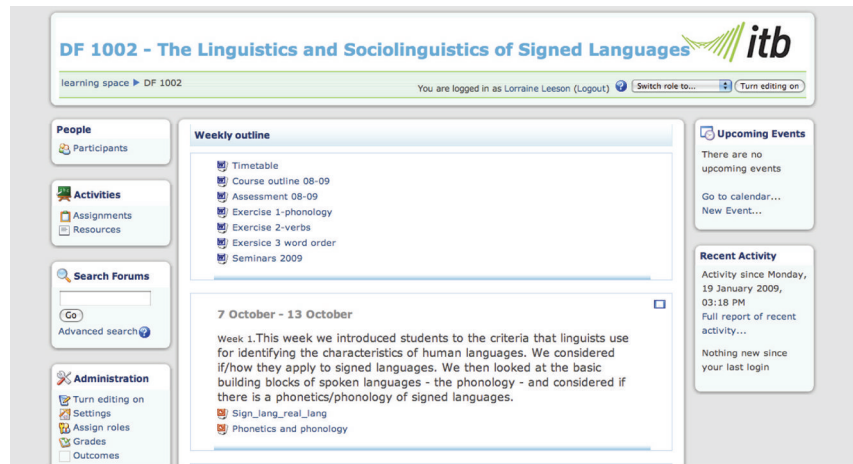 DF 1002 - The Linguistics and Sociolinguistics of Signed Languages
itb
learning space ▶ DF 1002
You are logged in as Lorraine Leeson (Logout)
Switch role to...
Turn editing on
People
Participants
Activities
Assignments
Resources
Search Forums
Go
Advanced search
Administration
Turn editing on
Settings
Assign roles
Grades
Outcomes
Weekly outline
Timetable
Course outline 08-09
Assessment 08-09
Exercise 1-phonology
Exercise 2-verbs
Exersice 3 word order
Seminars 2009
7 October - 13 October
Week 1.This week we introduced students to the criteria that linguists use
for identifying the characteristics of human languages. We considered
if/how they apply to signed languages. We then looked at the basic
building blocks of spoken languages - the phonology - and considered if
there is a phonetics/phonology of signed languages.
Sign_lang_real_lang
Phonetics and phonology
Upcoming Events
There are no
upcoming events
Go to calendar...
New Event...
Recent Activity
Activity since Monday,
19 January 2009,
03:18 PM
Full report of recent
activity...
Nothing new since
your last login